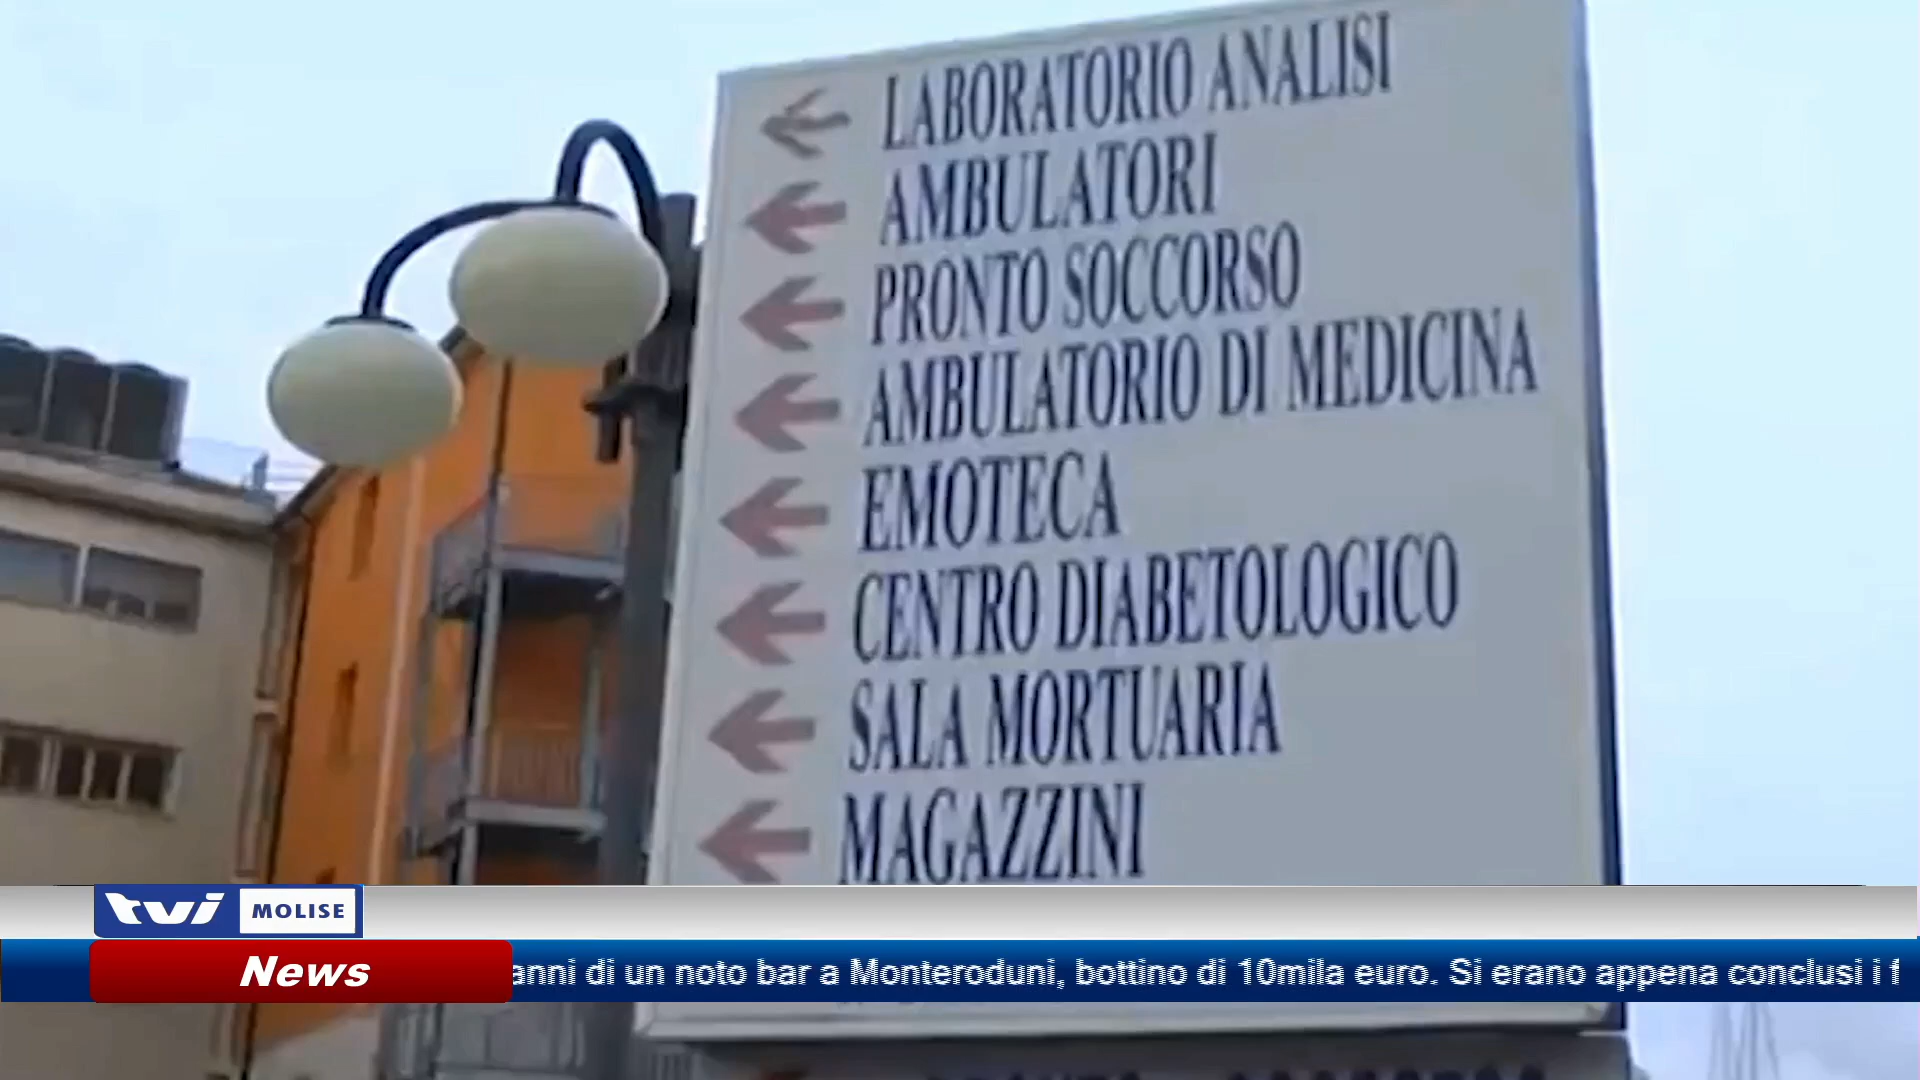 LABORATORIO ANALISI
AMBULATORI
PRONTO SOCCORSO
AMBULATORIO DI MEDICINA
EMOTECA
CENTRO DIABETOLOGICO
SALA MORTUARIA
MAGAZZINI
tvi MOLISE
News
anni di un noto bar a Monteroduni, bottino di 10mila euro. Si erano appena conclusi i f